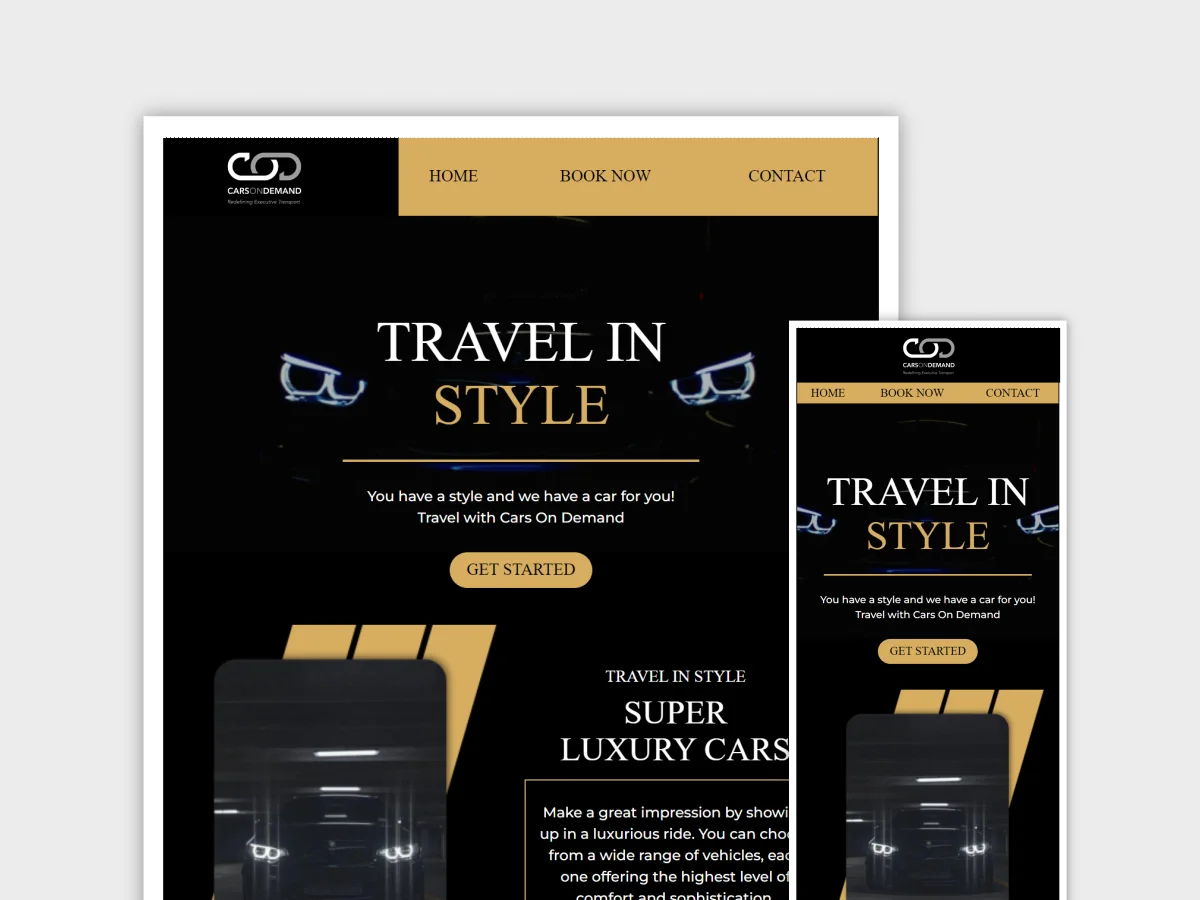 CARSONDEMAND
Redefining Executive Transport
HOME BOOK NOW CONTACT
TRAVEL IN
STYLE
You have a style and we have a car for you!
Travel with Cars On Demand
GET STARTED
TRAVEL IN STYLE
SUPER
LUXURY CARS
Make a great impression by showi
up in a luxurious ride. You can choo
from a wide range of vehicles, eac
one offering the highest level of
comfort and sophistication
CARSONDEMAND
Redefining Executive Transport
HOME BOOK NOW CONTACT
TRAVEL IN
STYLE
You have a style and we have a car for you!
Travel with Cars On Demand
GET STARTED